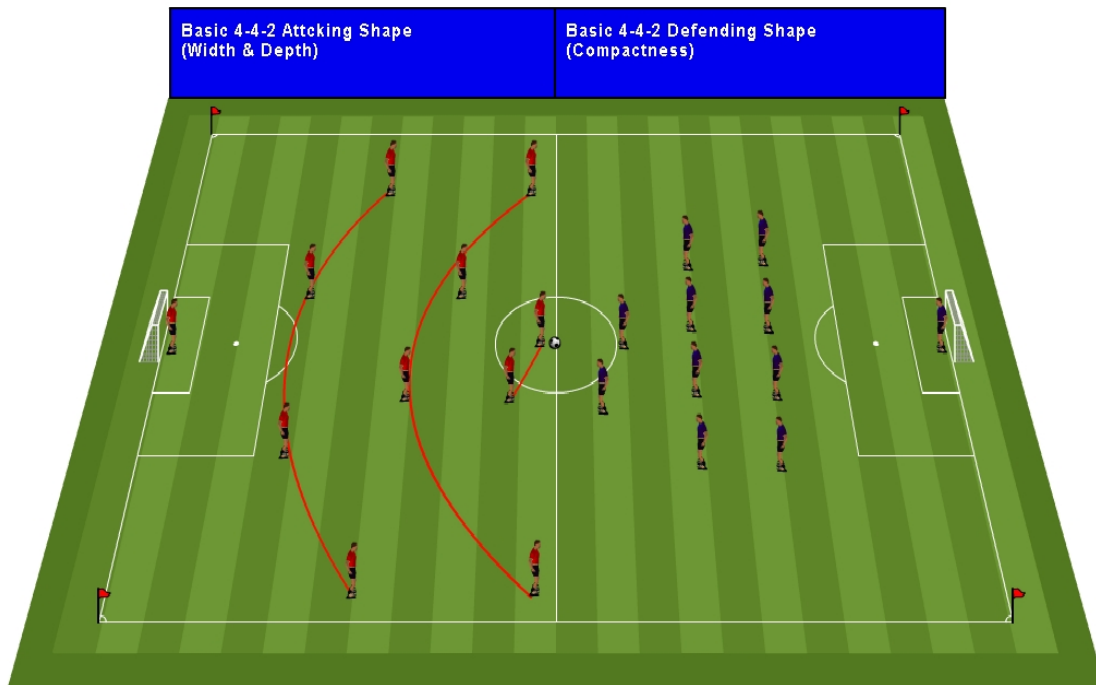 Basic 4-4-2 Attcking Shape
(Width & Depth)
Basic 4-4-2 Defending Shape
(Compactness)